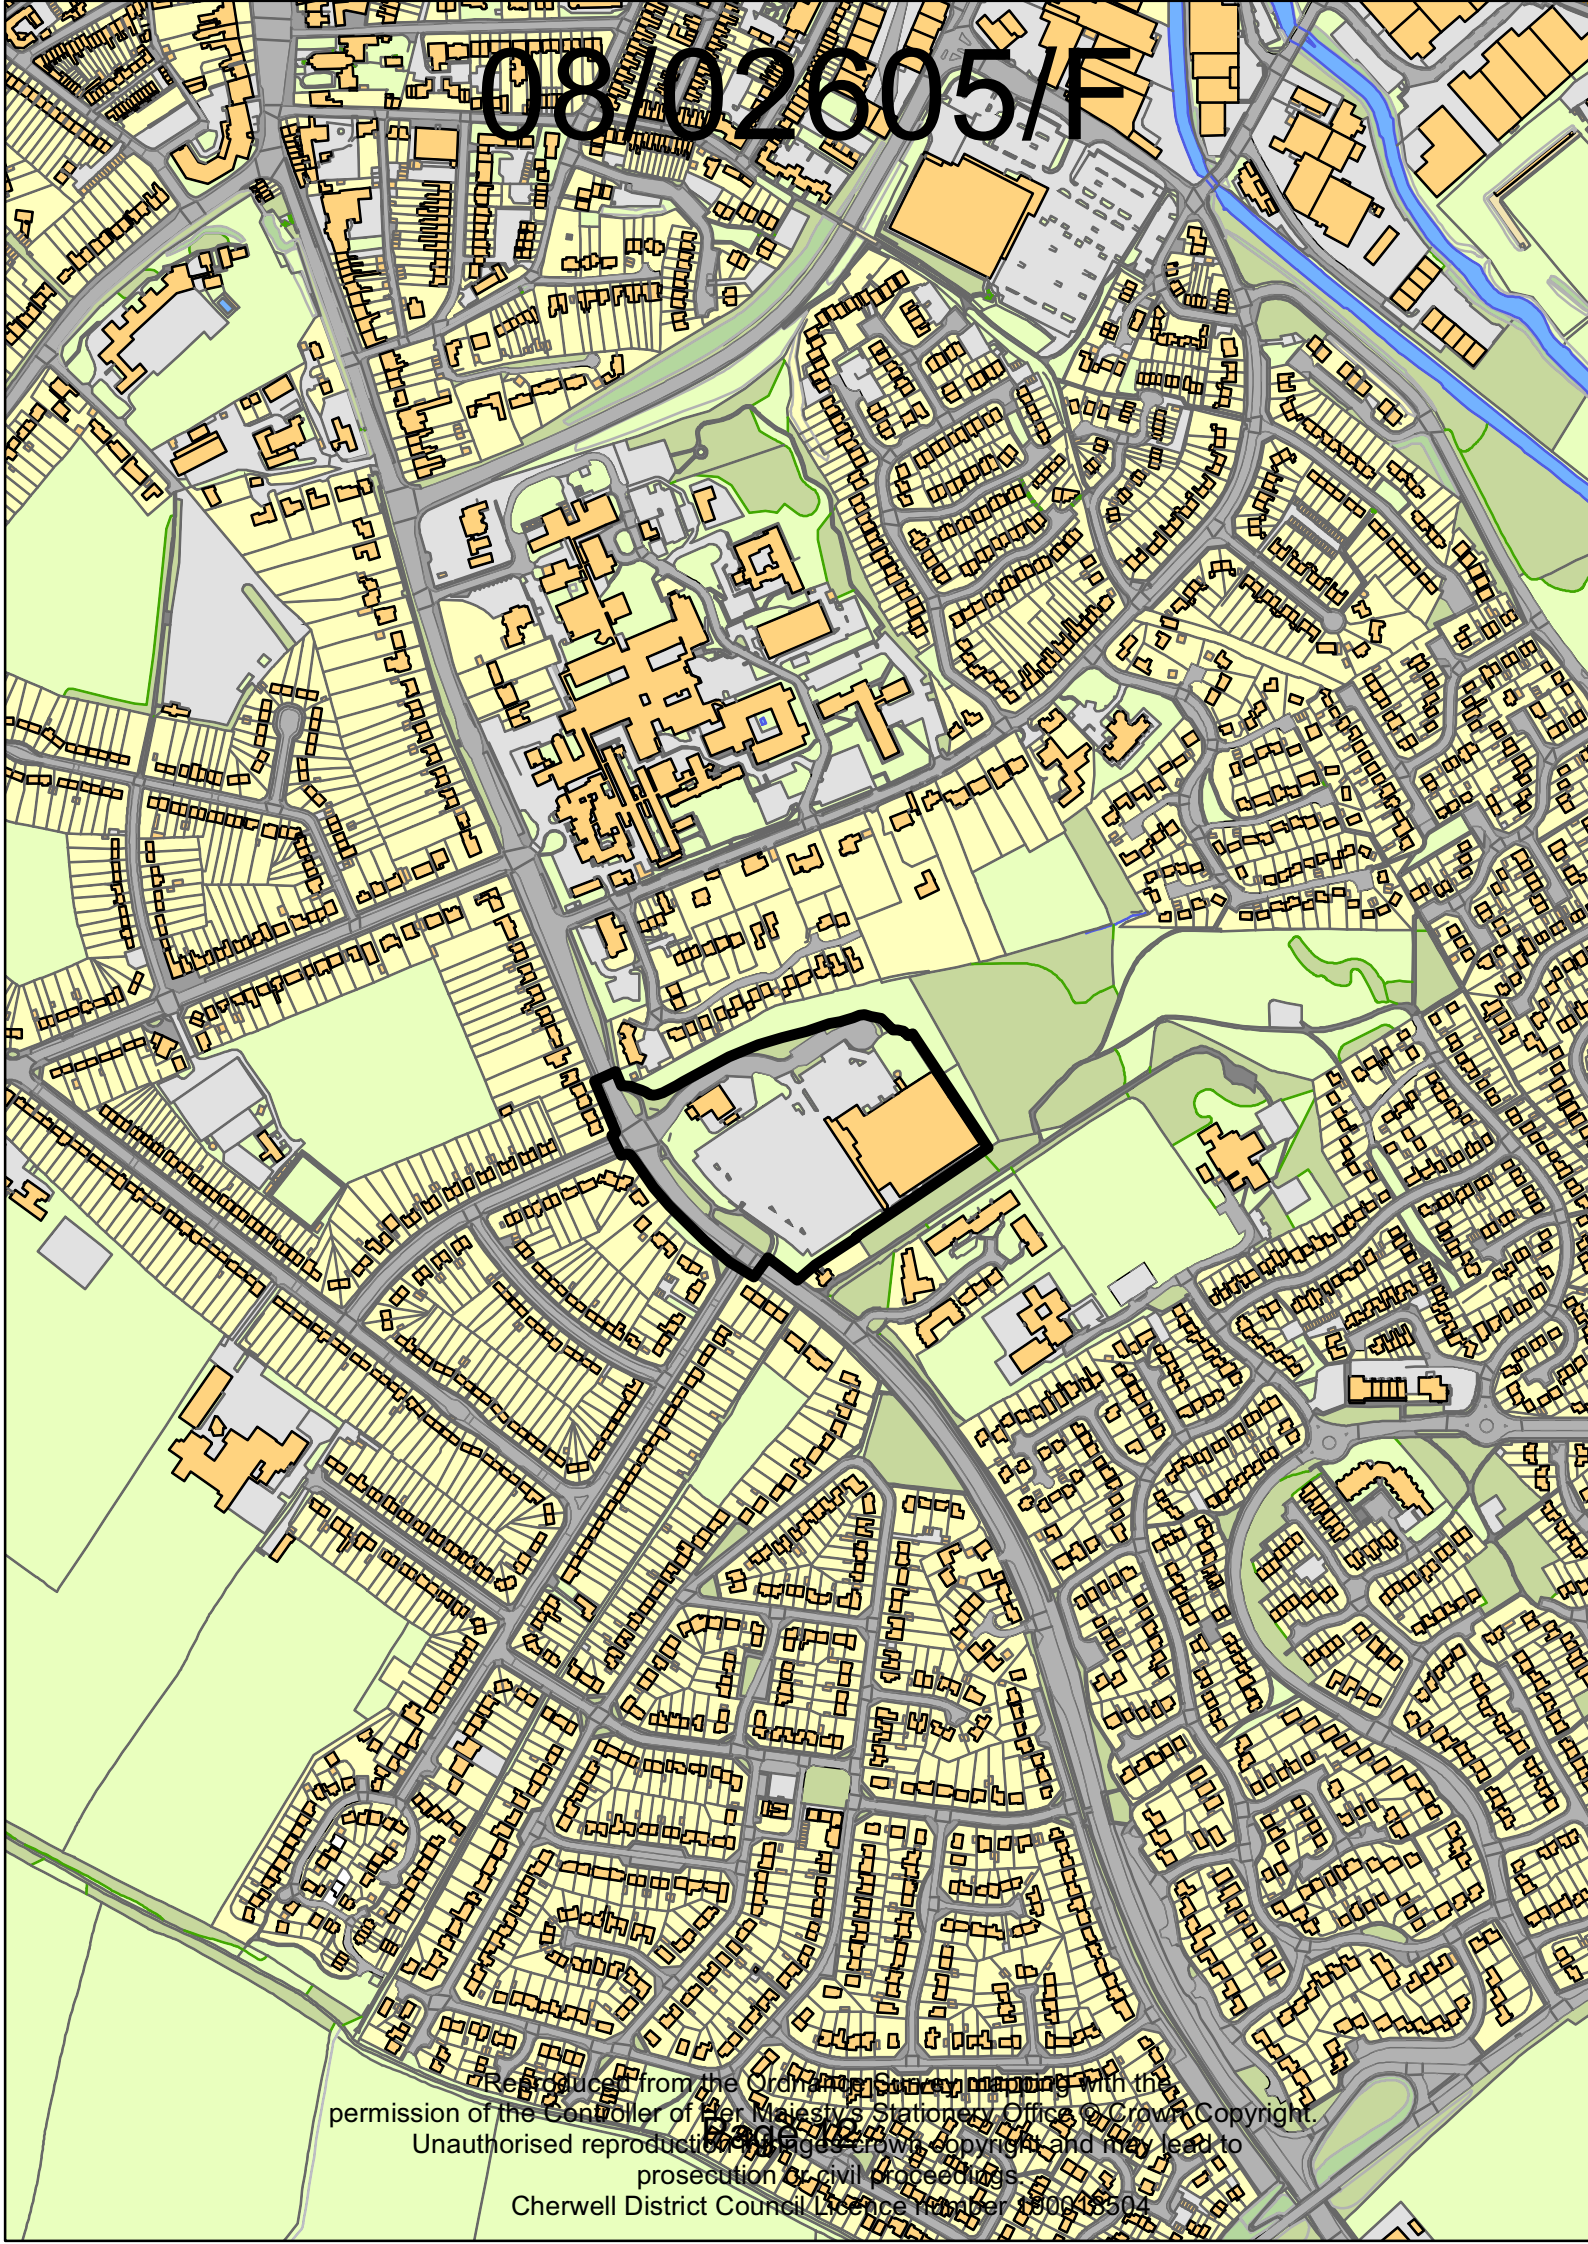 08/02605/F
Reproduced from the Ordnance Survey mapping with the
permission of the Controller of Her Majesty's Stationery Office © Crown Copyright.
Page 12
Unauthorised reproduction infringes crown copyright and may lead to
prosecution or civil proceedings.
Cherwell District Council Licence number 100018504